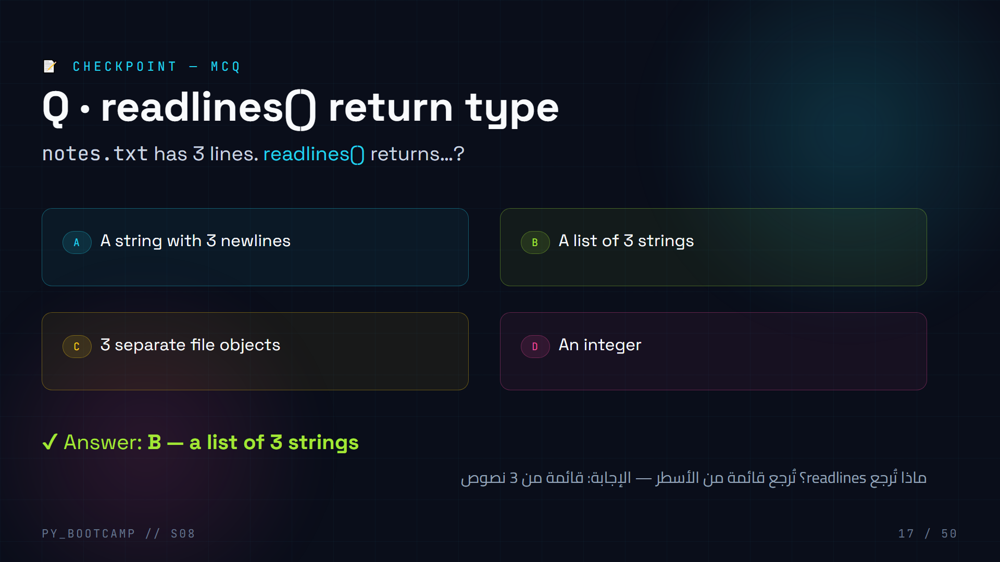 📝 CHECKPOINT — MCQ
Q · readlines() return type
notes.txt has 3 lines. readlines() returns…?
A A string with 3 newlines
B A list of 3 strings
C 3 separate file objects
D An integer
✓ Answer: B — a list of 3 strings
ماذا تُرجع readlines؟ تُرجع قائمة من الأسطر — الإجابة: قائمة من 3 نصوص
PY_BOOTCAMP // S08
17 / 50